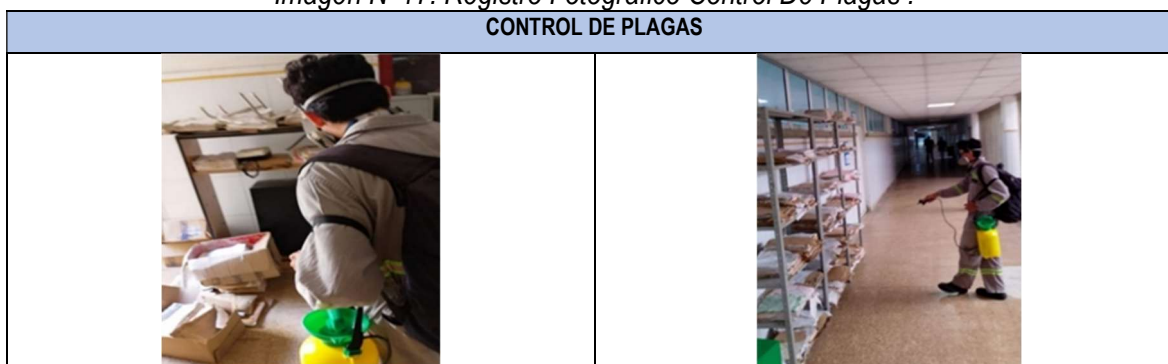 Imagen N° 17. Registro Fotográfico Control De Plagas .
CONTROL DE PLAGAS